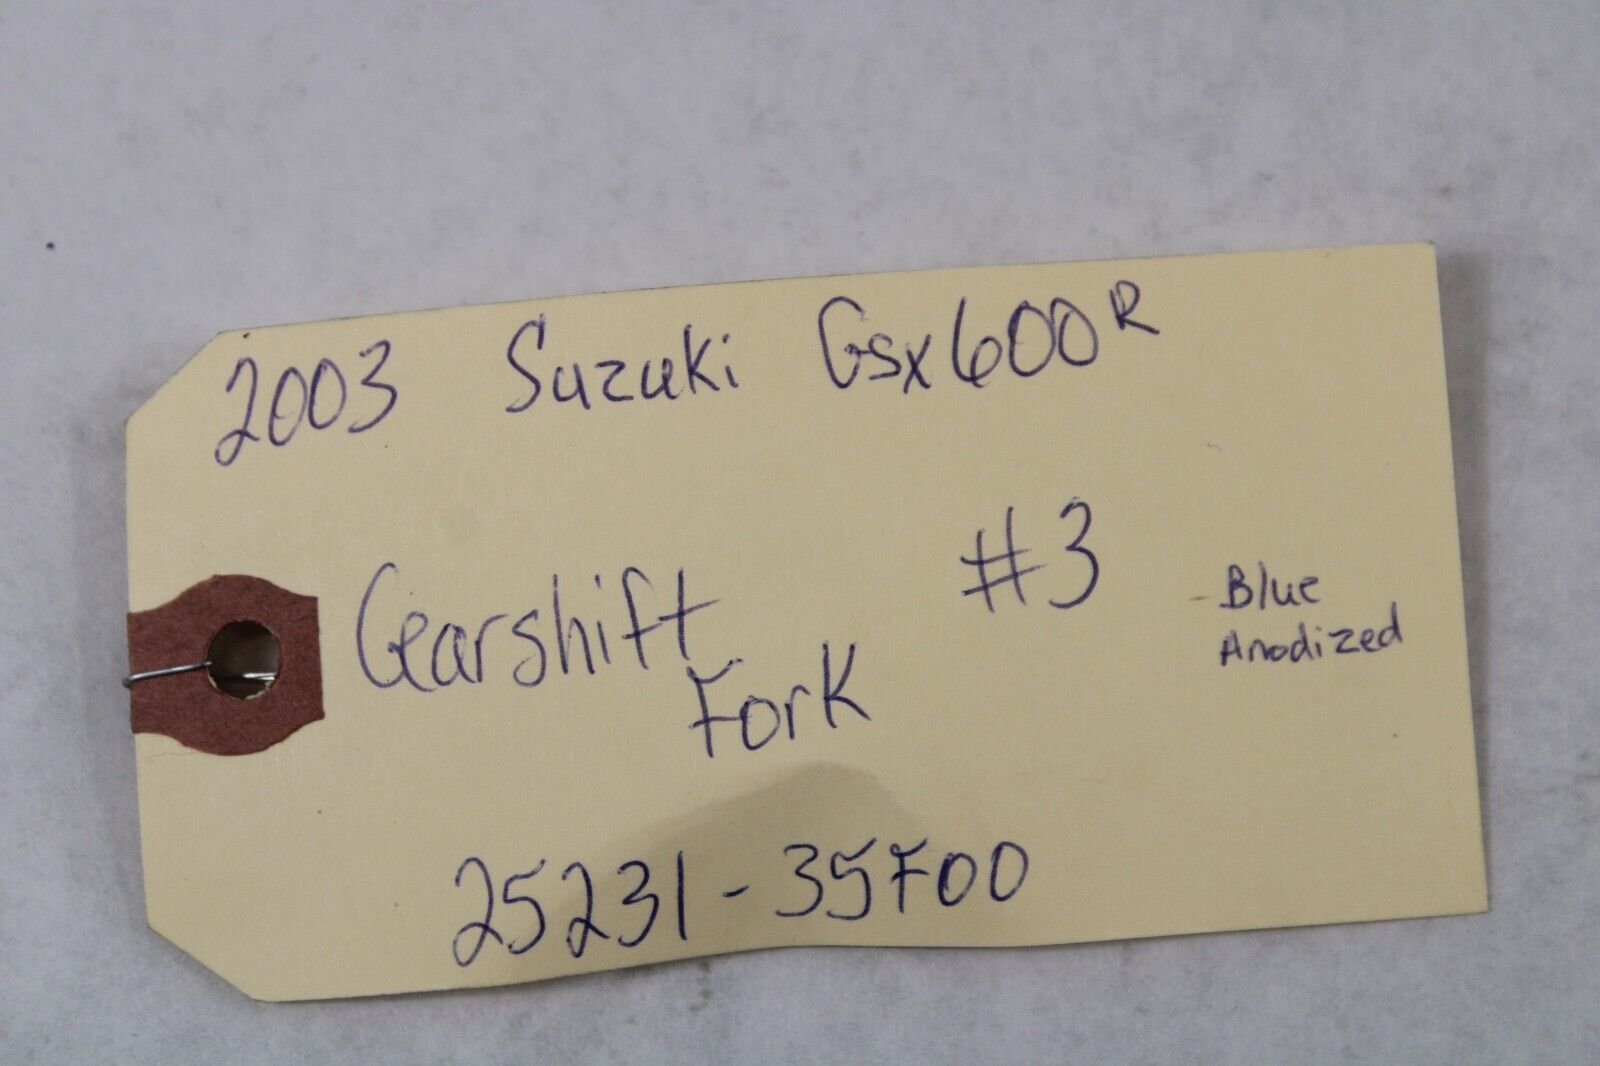 2003 Suzuki Gsx600R
Gearshift #3
Fork
Blue
Anodized
25231-35F00